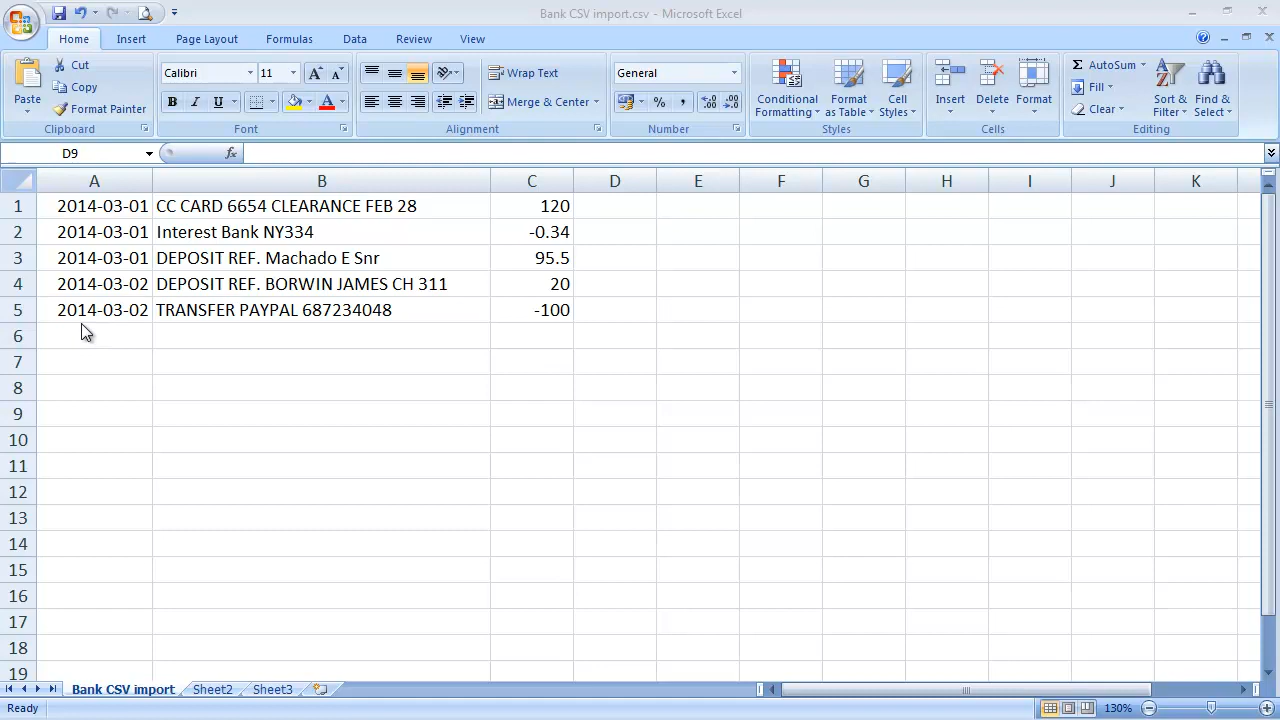 Bank CSV import.csv - Microsoft Excel
Home Insert Page Layout Formulas Data Review View
Paste
Cut
Copy
Format Painter
Clipboard
Calibri 11
B I U A
Font
Wrap Text
Merge & Center
Alignment
General
% ,
Number
Conditional Formatting
Format as Table
Cell Styles
Styles
Insert
Delete
Format
Cells
Σ AutoSum
Fill
Clear
Sort & Filter
Find & Select
Editing
D9 fx
A B C D E F G H I J K
1 2014-03-01 CC CARD 6654 CLEARANCE FEB 28 120
2 2014-03-01 Interest Bank NY334 -0.34
3 2014-03-01 DEPOSIT REF. Machado E Snr 95.5
4 2014-03-02 DEPOSIT REF. BORWIN JAMES CH 311 20
5 2014-03-02 TRANSFER PAYPAL 687234048 -100
6
7
8
9
10
11
12
13
14
15
16
17
18
19
Bank CSV import Sheet2 Sheet3
Ready 130%